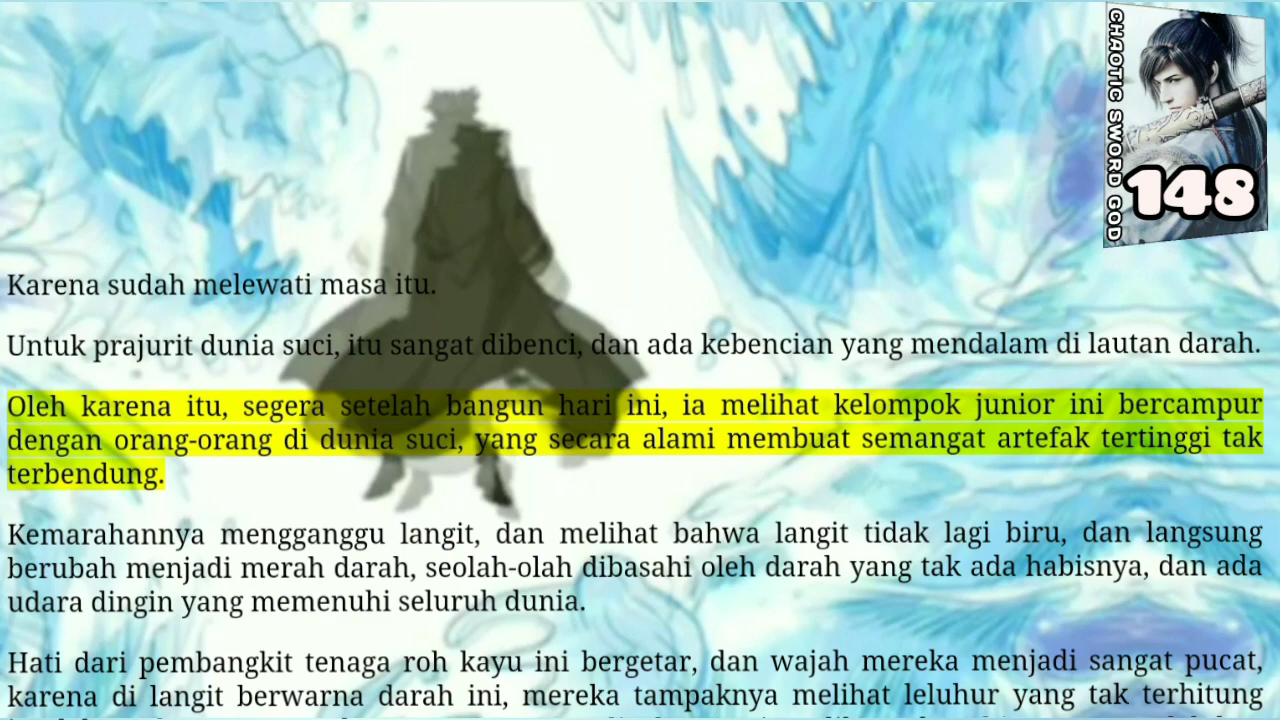 CHAOTIC SWORD GOD
148
Karena sudah melewati masa itu.
Untuk prajurit dunia suci, itu sangat dibenci, dan ada kebencian yang mendalam di lautan darah.
Oleh karena itu, segera setelah bangun hari ini, ia melihat kelompok junior ini bercampur
dengan orang-orang di dunia suci, yang secara alami membuat semangat artefak tertinggi tak
terbendung.
Kemarahannya mengganggu langit, dan melihat bahwa langit tidak lagi biru, dan langsung
berubah menjadi merah darah, seolah-olah dibasahi oleh darah yang tak ada habisnya, dan ada
udara dingin yang memenuhi seluruh dunia.
Hati dari pembangkit tenaga roh kayu ini bergetar, dan wajah mereka menjadi sangat pucat,
karena di langit berwarna darah ini, mereka tampaknya melihat leluhur yang tak terhitung